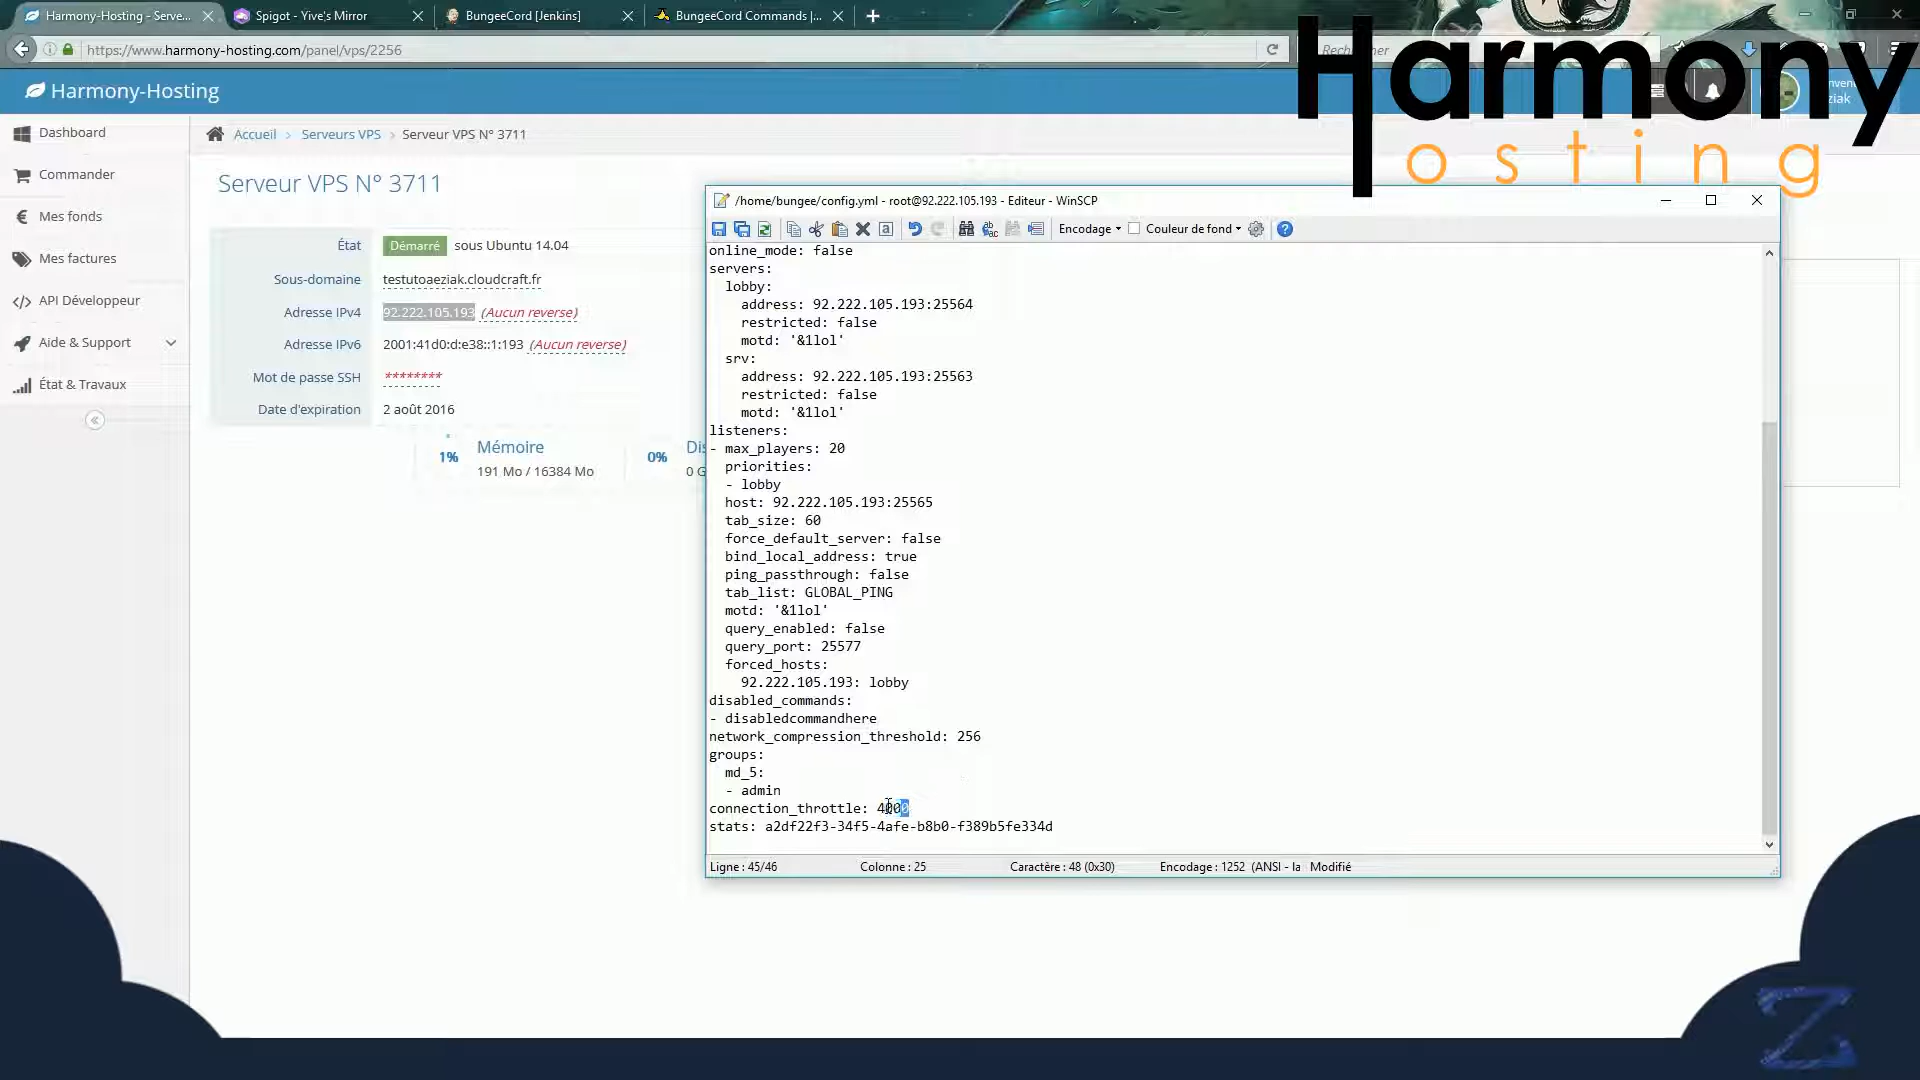 Harmony-Hosting - Serve...
Spigot - Yive's Mirror
BungeeCord [Jenkins]
BungeeCord Commands |...
https://www.harmony-hosting.com/panel/vps/2256
Rechercher
Harmony
Hosting
Harmony-Hosting
Dashboard
Commander
Mes fonds
Mes factures
API Développeur
Aide & Support
État & Travaux
Accueil > Serveurs VPS > Serveur VPS N° 3711
Serveur VPS N° 3711
État Démarré sous Ubuntu 14.04
Sous-domaine testutoaeziak.cloudcraft.fr
Adresse IPv4 92.222.105.193 (Aucun reverse)
Adresse IPv6 2001:41d0:d:e38::1:193 (Aucun reverse)
Mot de passe SSH ********
Date d'expiration 2 août 2016
1% Mémoire
191 Mo / 16384 Mo
0%
/home/bungee/config.yml - root@92.222.105.193 - Editeur - WinSCP
Encodage Couleur de fond
online_mode: false
servers:
lobby:
address: 92.222.105.193:25564
restricted: false
motd: '&1lol'
srv:
address: 92.222.105.193:25563
restricted: false
motd: '&1lol'
listeners:
- max_players: 20
priorities:
- lobby
host: 92.222.105.193:25565
tab_size: 60
force_default_server: false
bind_local_address: true
ping_passthrough: false
tab_list: GLOBAL_PING
motd: '&1lol'
query_enabled: false
query_port: 25577
forced_hosts:
92.222.105.193: lobby
disabled_commands:
- disabledcommandhere
network_compression_threshold: 256
groups:
md_5:
- admin
connection_throttle: 4000
stats: a2df22f3-34f5-4afe-b8b0-f389b5fe334d
Ligne : 45/46 Colonne : 25 Caractère : 48 (0x30) Encodage : 1252 (ANSI - la Modifié
Z